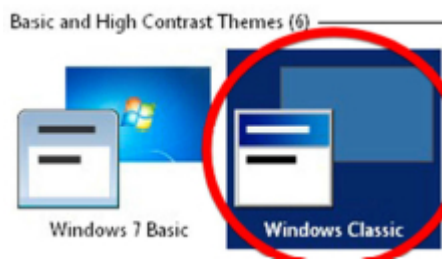 Basic and High Contrast Themes (6)
Windows 7 Basic
Windows Classic